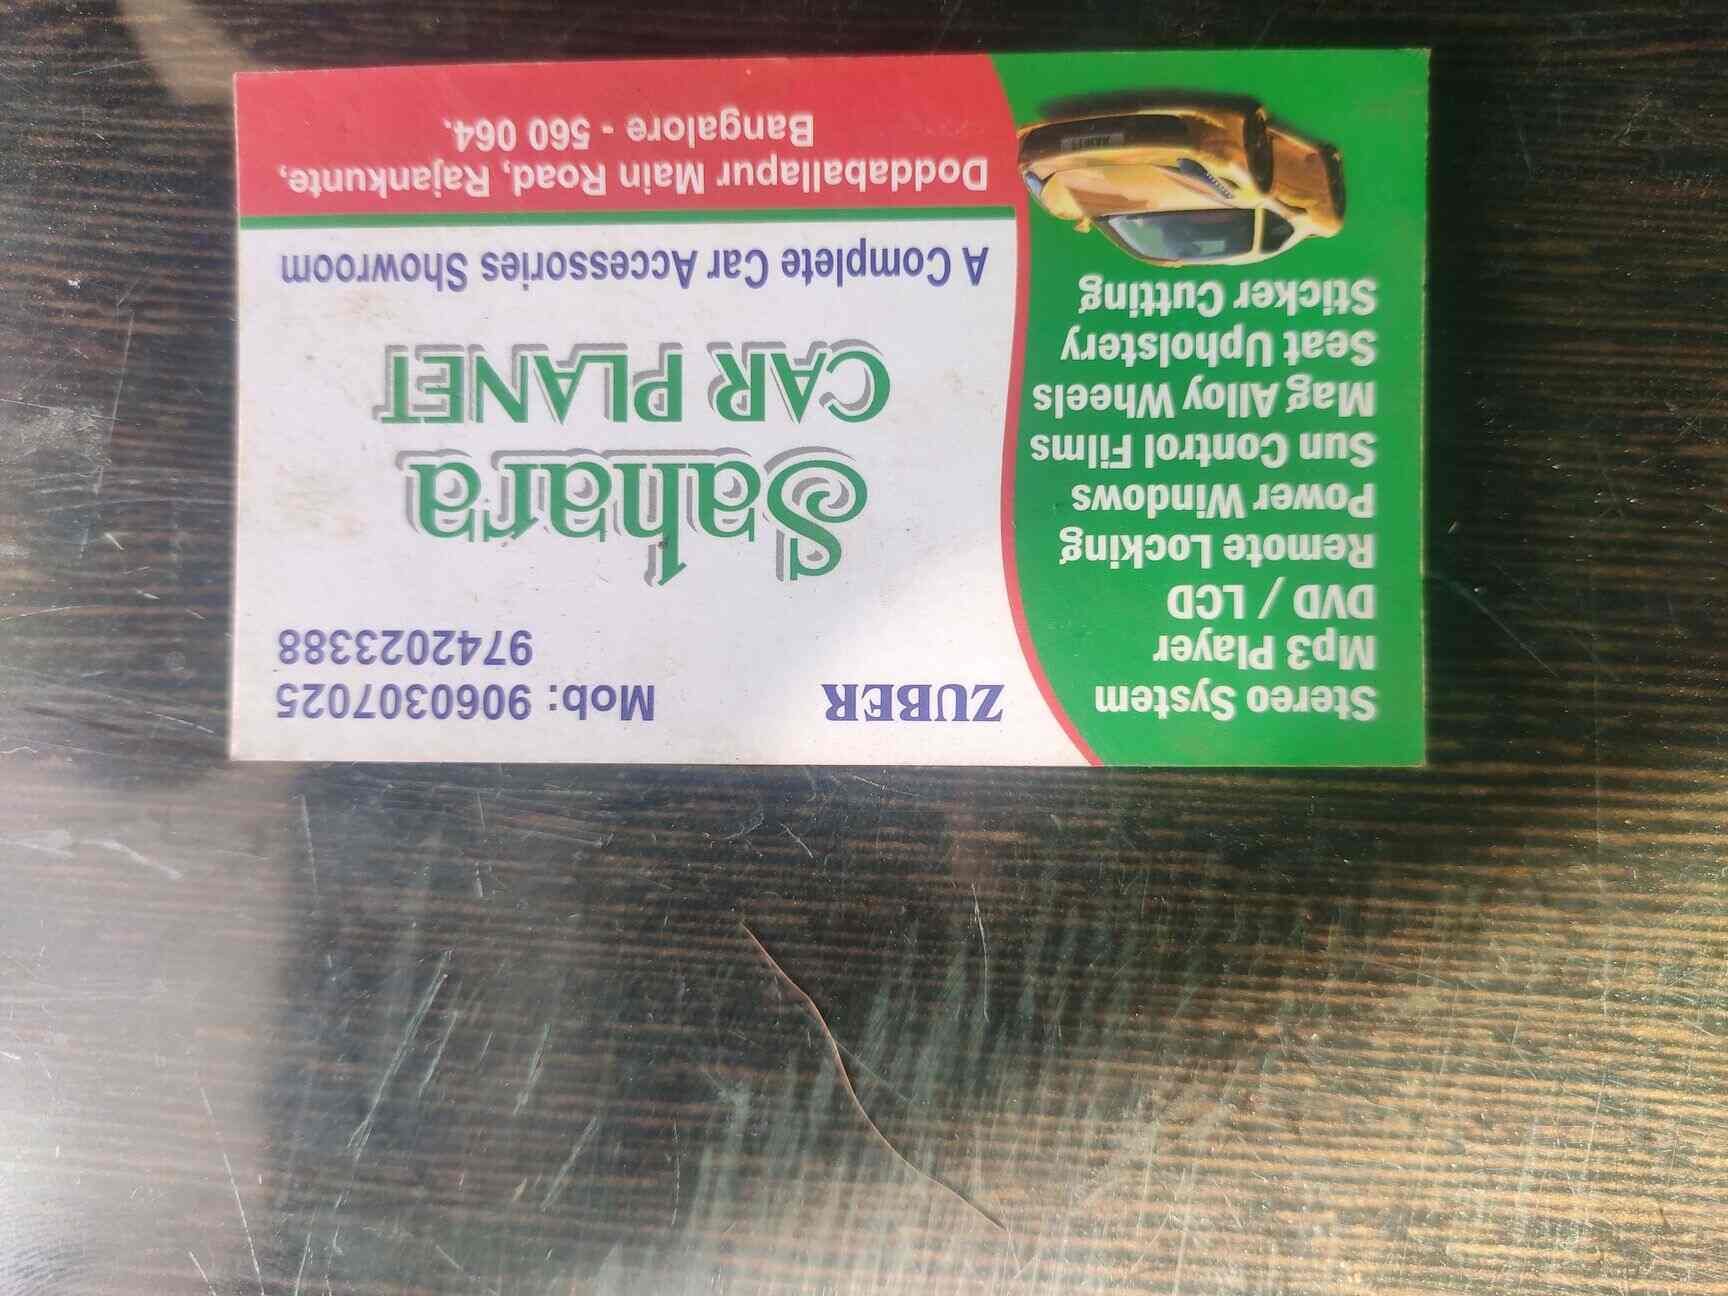 Stereo System
Mp3 Player
DVD / LCD
Remote Locking
Power Windows
Sun Control Films
Mag Alloy Wheels
Seat Upholstery
Sticker Cutting
ZUBER
Mob: 9060307025
9742023388
Sahara
CAR PLANET
A Complete Car Accessories Showroom
Doddaballapur Main Road, Rajankunte,
Bangalore - 560 064.